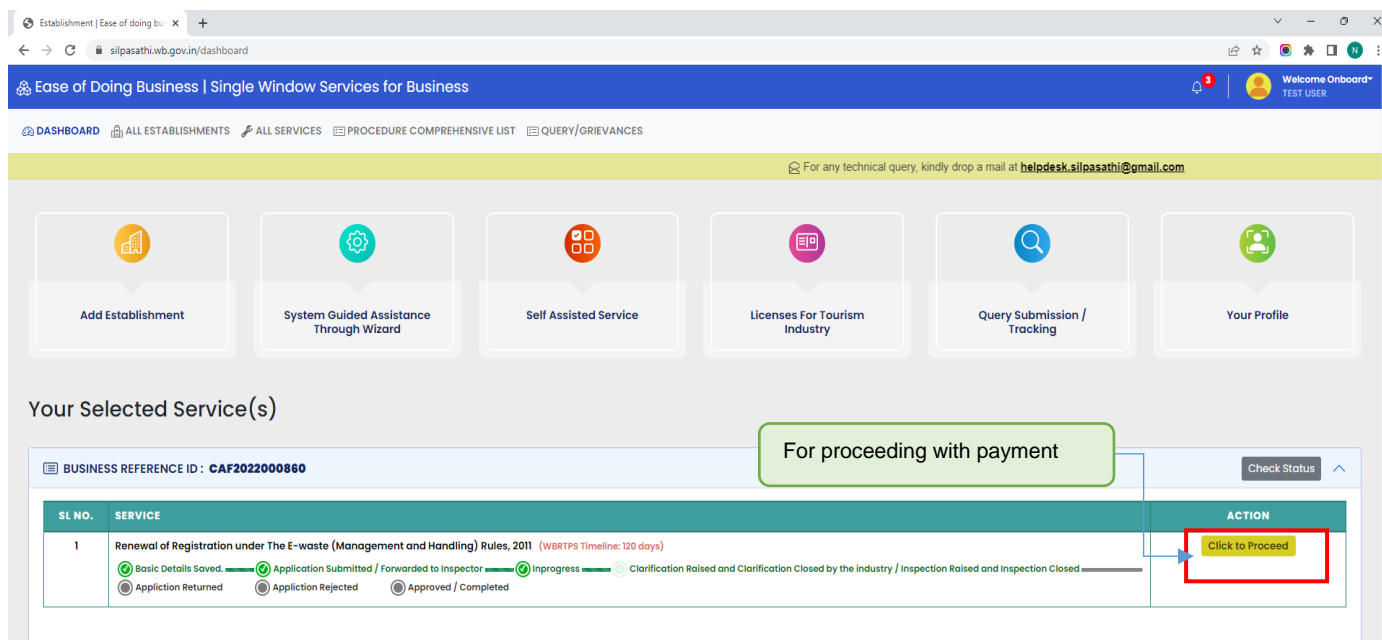 Establishment | Ease of doing bu
silpasathi.wb.gov.in/dashboard
N
Ease of Doing Business | Single Window Services for Business
3
Welcome Onboard
TEST USER
DASHBOARD ALL ESTABLISHMENTS ALL SERVICES PROCEDURE COMPREHENSIVE LIST QUERY/GRIEVANCES
For any technical query, kindly drop a mail at helpdesk.silpasathi@gmail.com
Add Establishment
System Guided Assistance
Through Wizard
Self Assisted Service
Licenses For Tourism
Industry
Query Submission /
Tracking
Your Profile
Your Selected Service(s)
For proceeding with payment
BUSINESS REFERENCE ID : CAF2022000860
Check Status
SL NO. SERVICE ACTION
1 Renewal of Registration under The E-waste (Management and Handling) Rules, 2011 (WBRTPS Timeline: 120 days) Click to Proceed
Basic Details Saved. Application Submitted / Forwarded to Inspector Inprogress Clarification Raised and Clarification Closed by the industry / Inspection Raised and Inspection Closed
Appliction Returned Appliction Rejected Approved / Completed